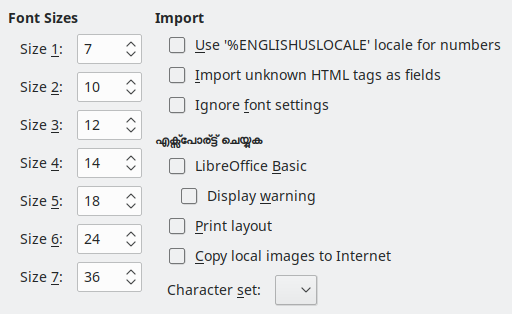 Font Sizes
Size 1: 7
Size 2: 10
Size 3: 12
Size 4: 14
Size 5: 18
Size 6: 24
Size 7: 36
Import
Use '%ENGLISHUSLOCALE' locale for numbers
Import unknown HTML tags as fields
Ignore font settings
എക്സ്പോര്‍ട്ട് ചെയ്യുക
LibreOffice Basic
Display warning
Print layout
Copy local images to Internet
Character set: